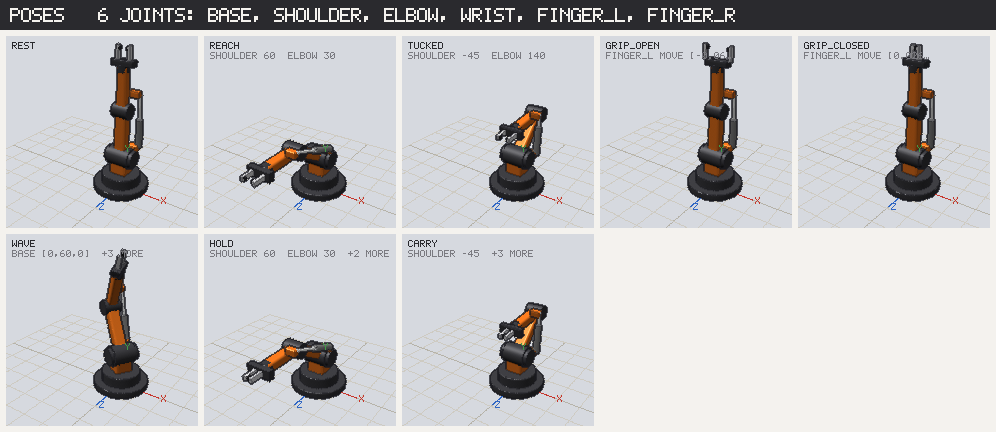 POSES   6 JOINTS: BASE, SHOULDER, ELBOW, WRIST, FINGER_L, FINGER_R
REST
REACH
SHOULDER 60  ELBOW 30
TUCKED
SHOULDER -45  ELBOW 140
GRIP_OPEN
FINGER_L MOVE
GRIP_CLOSED
FINGER_L MOVE
Z X
Z X
Z X
Z X
Z X
WAVE
BASE [0,60,0]  +3 MORE
HOLD
SHOULDER 60  ELBOW 30  +2 MORE
CARRY
SHOULDER -45  +3 MORE
Z X
Z X
Z X